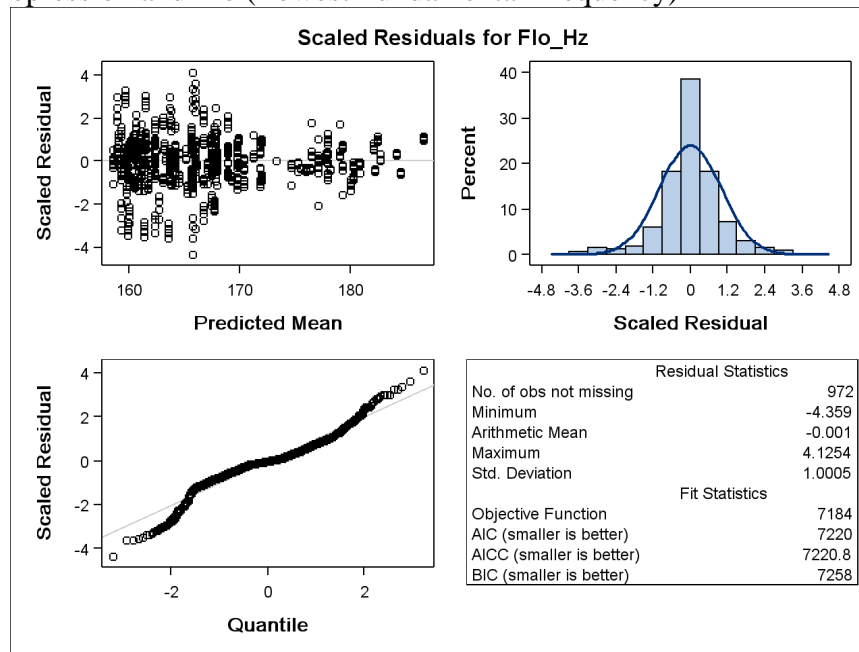 Scaled Residuals for Flo_Hz
Scaled Residual
4
2
0
-2
-4
160 170 180
Predicted Mean
Percent
40
30
20
10
0
-4.8 -3.6 -2.4 -1.2 0 1.2 2.4 3.6 4.8
Scaled Residual
Scaled Residual
4
2
0
-2
-4
-2 0 2
Quantile
Residual Statistics
No. of obs not missing 972
Minimum -4.359
Arithmetic Mean -0.001
Maximum 4.1254
Std. Deviation 1.0005
Fit Statistics
Objective Function 7184
AIC (smaller is better) 7220
AICC (smaller is better) 7220.8
BIC (smaller is better) 7258